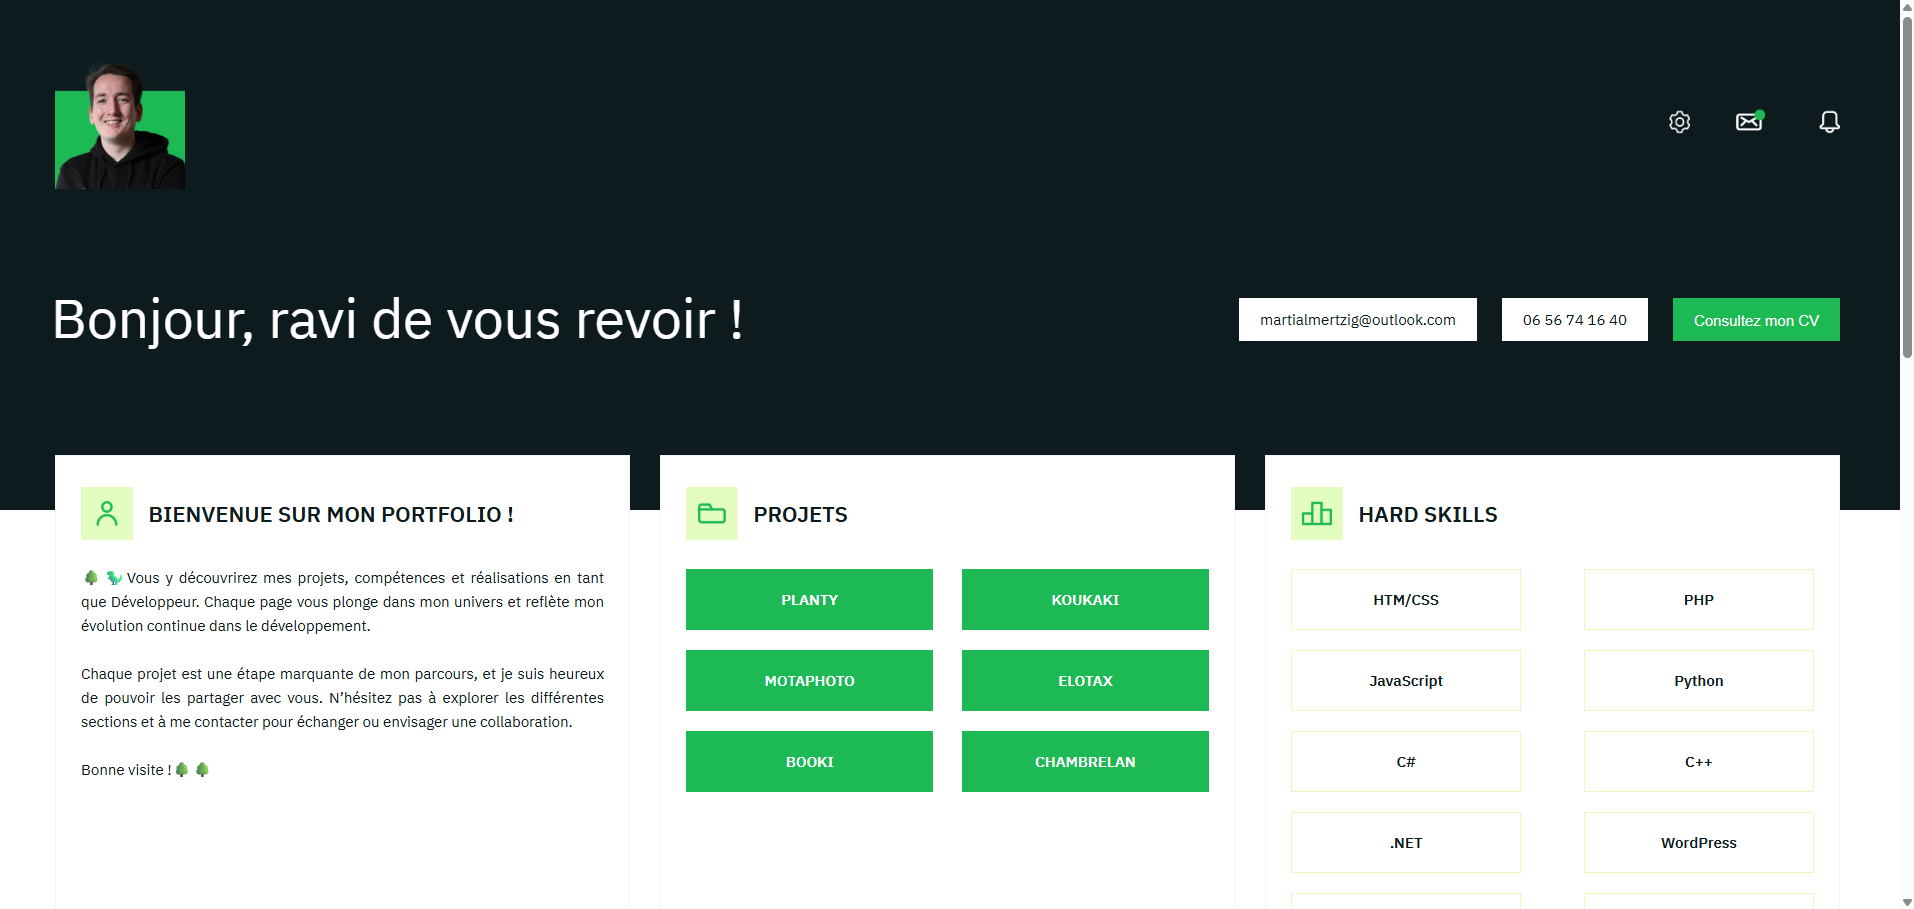 Bonjour, ravi de vous revoir !
martialmertzig@outlook.com
06 56 74 16 40
Consultez mon CV
BIENVENUE SUR MON PORTFOLIO !
🌳 🦖 Vous y découvrirez mes projets, compétences et réalisations en tant
que Développeur. Chaque page vous plonge dans mon univers et reflète mon
évolution continue dans le développement.
Chaque projet est une étape marquante de mon parcours, et je suis heureux
de pouvoir les partager avec vous. N’hésitez pas à explorer les différentes
sections et à me contacter pour échanger ou envisager une collaboration.
Bonne visite ! 🌳 🌳
PROJETS
PLANTY
KOUKAKI
MOTAPHOTO
ELOTAX
BOOKI
CHAMBRELAN
HARD SKILLS
HTM/CSS
PHP
JavaScript
Python
C#
C++
.NET
WordPress